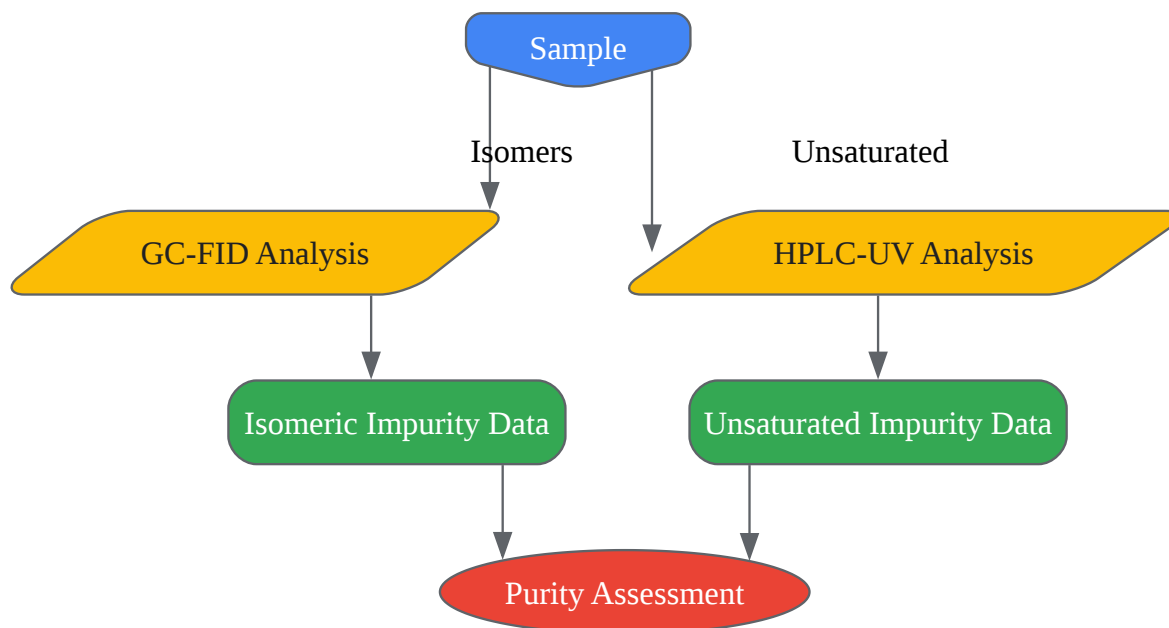 Sample
Isomers
Unsaturated
GC-FID Analysis
HPLC-UV Analysis
Isomeric Impurity Data
Unsaturated Impurity Data
Purity Assessment